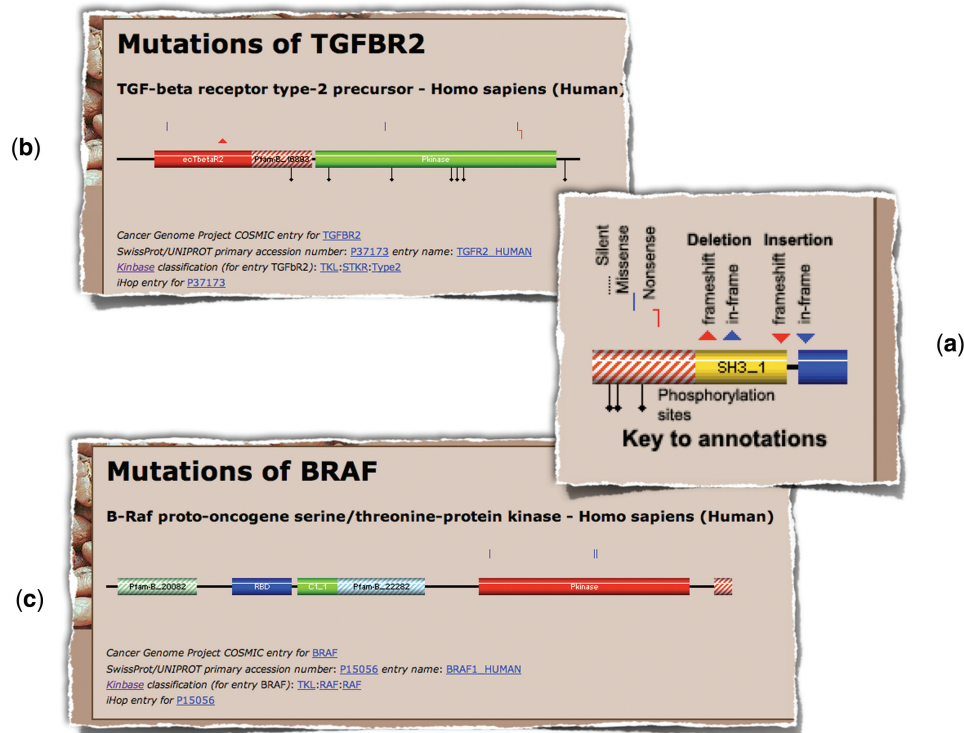 Mutations of TGFBR2
TGF-beta receptor type-2 precursor - Homo sapiens (Human)
(b)
ecTbetaR2 Pfam-B_16883 Pkinase
Cancer Genome Project COSMIC entry for TGFBR2
SwissProt/UNIPROT primary accession number: P37173 entry name: TGFR2_HUMAN
Kinbase classification (for entry TGFbR2): TKL:STKR:Type2
iHop entry for P37173
Silent
Missense
Nonsense
Deletion Insertion
frameshift
in-frame
frameshift
in-frame
(a)
SH3_1
Phosphorylation
sites
Key to annotations
Mutations of BRAF
B-Raf proto-oncogene serine/threonine-protein kinase - Homo sapiens (Human)
(c)
Pfam-B_20082 RBD C1_1 Pfam-B_22282 Pkinase
Cancer Genome Project COSMIC entry for BRAF
SwissProt/UNIPROT primary accession number: P15056 entry name: BRAF1_HUMAN
Kinbase classification (for entry BRAF): TKL:RAF:RAF
iHop entry for P15056